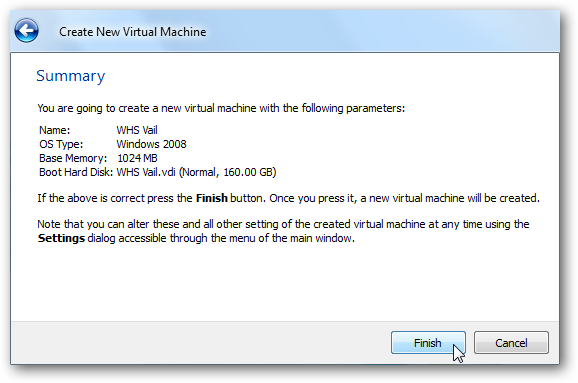 Create New Virtual Machine
Summary
You are going to create a new virtual machine with the following parameters:
Name: WHS Vail
OS Type: Windows 2008
Base Memory: 1024 MB
Boot Hard Disk: WHS Vail.vdi (Normal, 160.00 GB)
If the above is correct press the Finish button. Once you press it, a new virtual machine will be created.
Note that you can alter these and all other setting of the created virtual machine at any time using the
Settings dialog accessible through the menu of the main window.
Finish Cancel